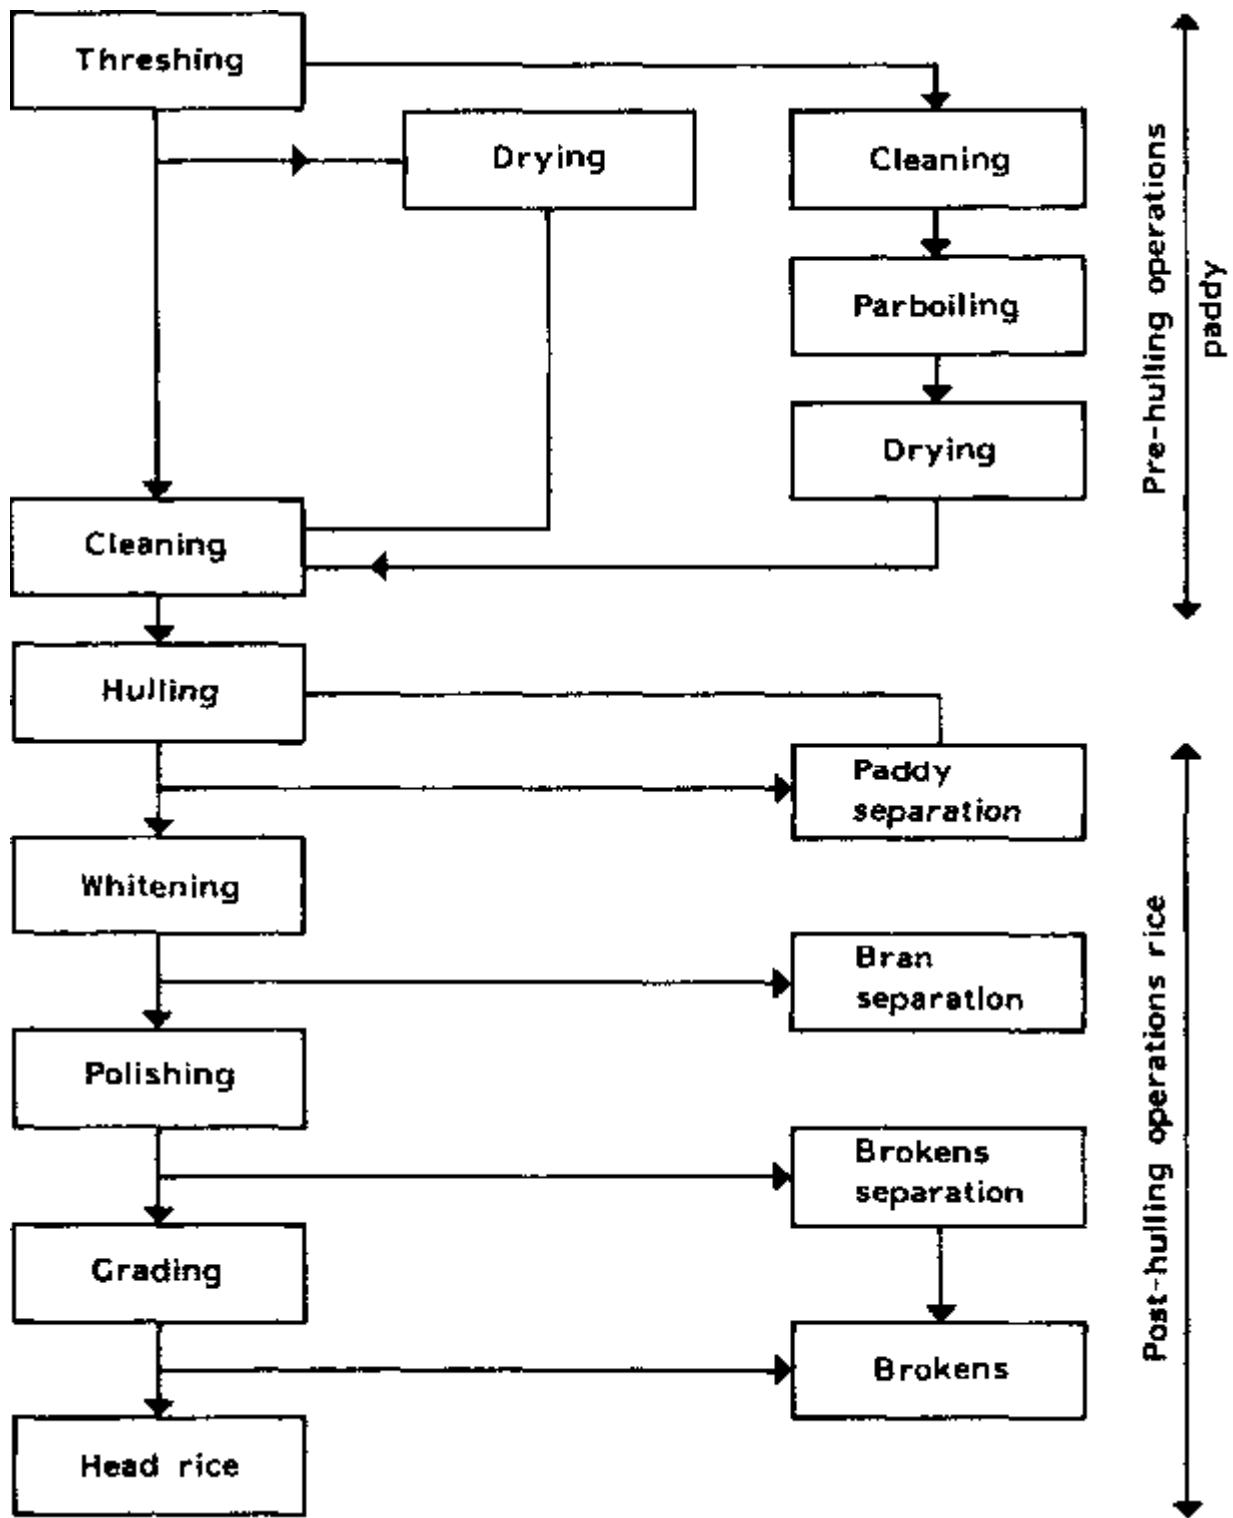 Threshing
Drying
Cleaning
Parboiling
Drying
Cleaning
Pre-hulling operations
paddy
Hulling
Paddy
separation
Whitening
Bran
separation
Polishing
Brokens
separation
Grading
Brokens
Head rice
Post-hulling operations rice